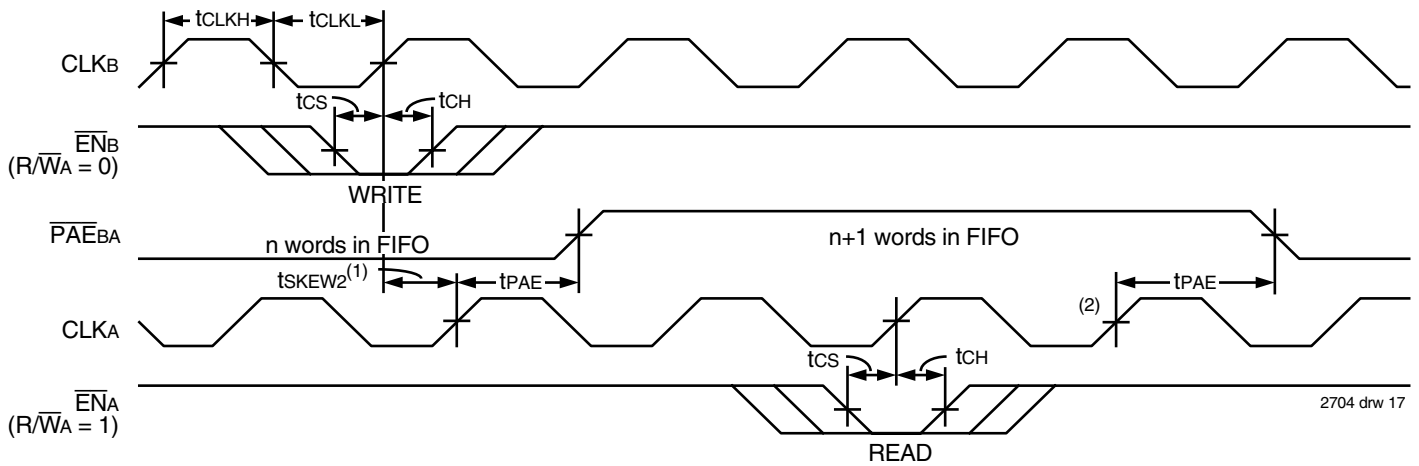 tCLKH tCLKL
CLKB
tCS tCH
ENB
(R/WA = 0)
WRITE
PAEBA
n words in FIFO
n+1 words in FIFO
tSKEW2(1)
tPAE
(2)
tPAE
CLKA
tCS tCH
ENA
(R/WA = 1)
2704 drw 17
READ